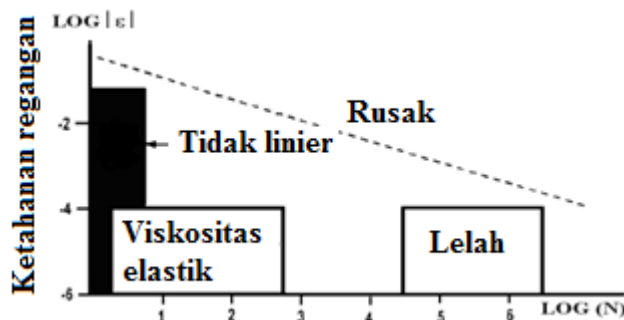 LOG |ε|
Ketahanan regangan
Rusak
-2
Tidak linier
-4
Viskositas
elastik
Lelah
-6
1 2 3 4 5 6 LOG (N)